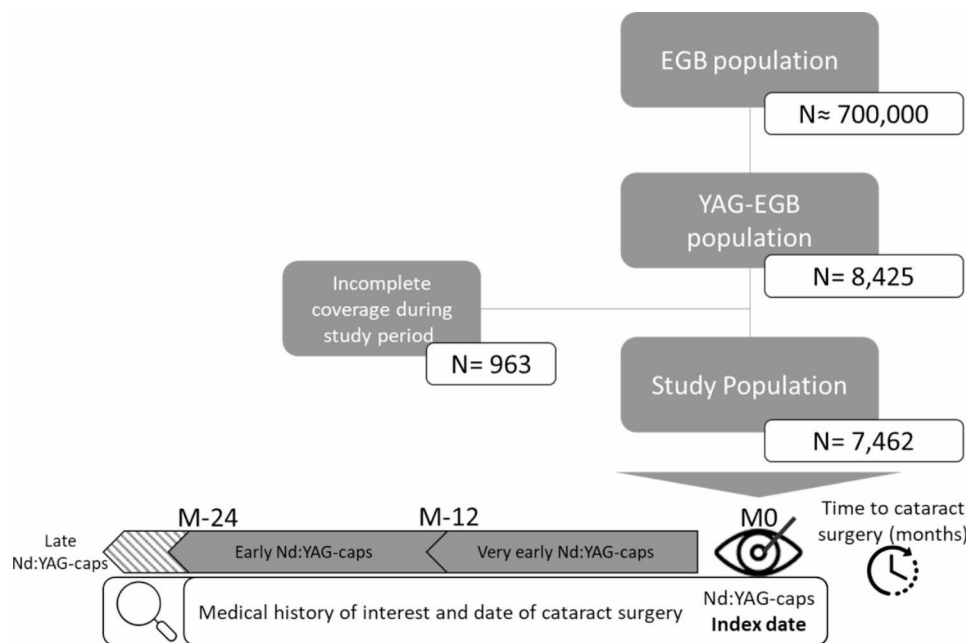 EGB population
N≈ 700,000
YAG-EGB
population
N= 8,425
Incomplete
coverage during
study period
N= 963
Study Population
N= 7,462
M-24
M-12
M0
Time to cataract
surgery (months)
Late
Nd:YAG-caps
Early Nd:YAG-caps
Very early Nd:YAG-caps
Medical history of interest and date of cataract surgery
Nd:YAG-caps
Index date